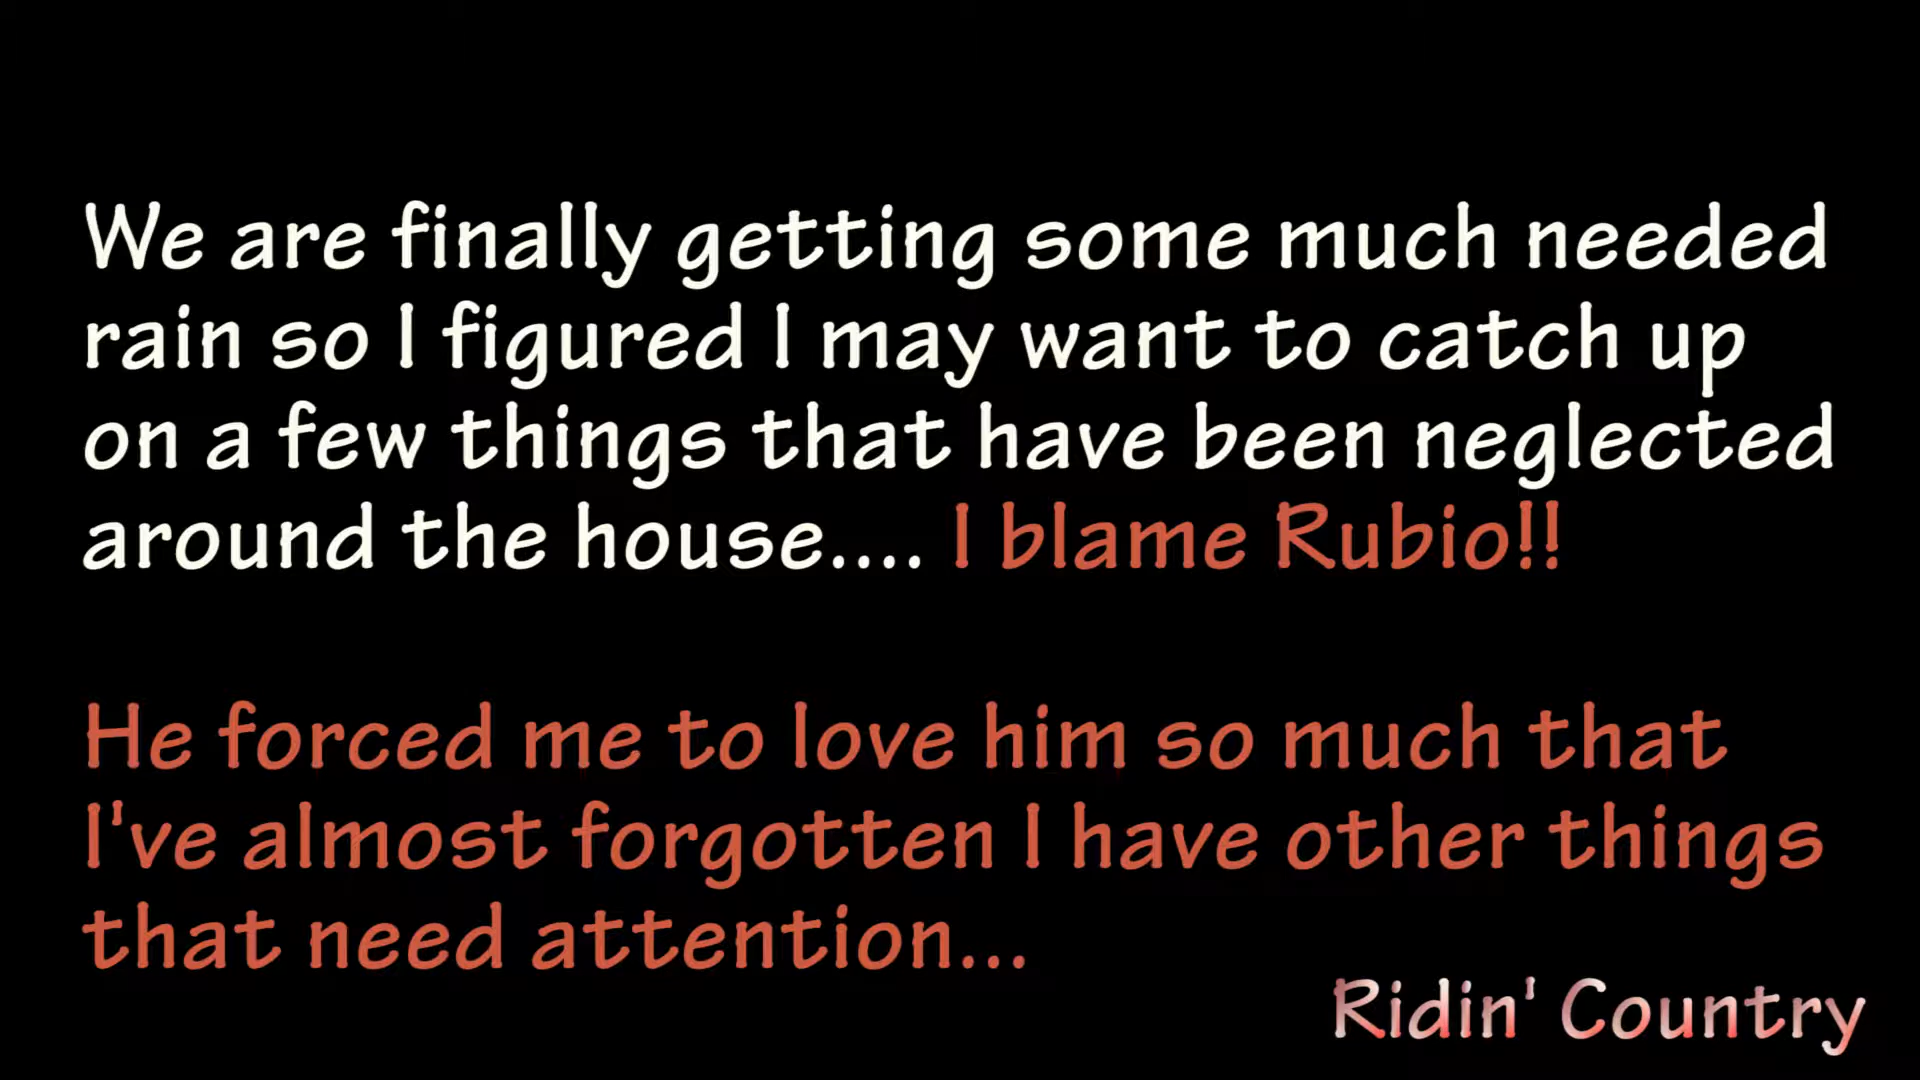 We are finally getting some much needed
rain so I figured I may want to catch up
on a few things that have been neglected
around the house.... I blame Rubio!!
He forced me to love him so much that
I've almost forgotten I have other things
that need attention...
Ridin' Country